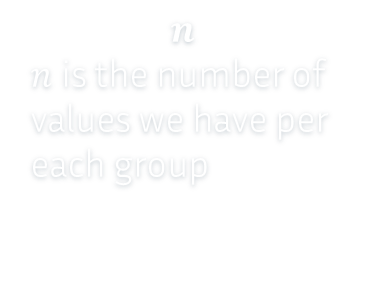 n
n is the number of
values we have per
each group